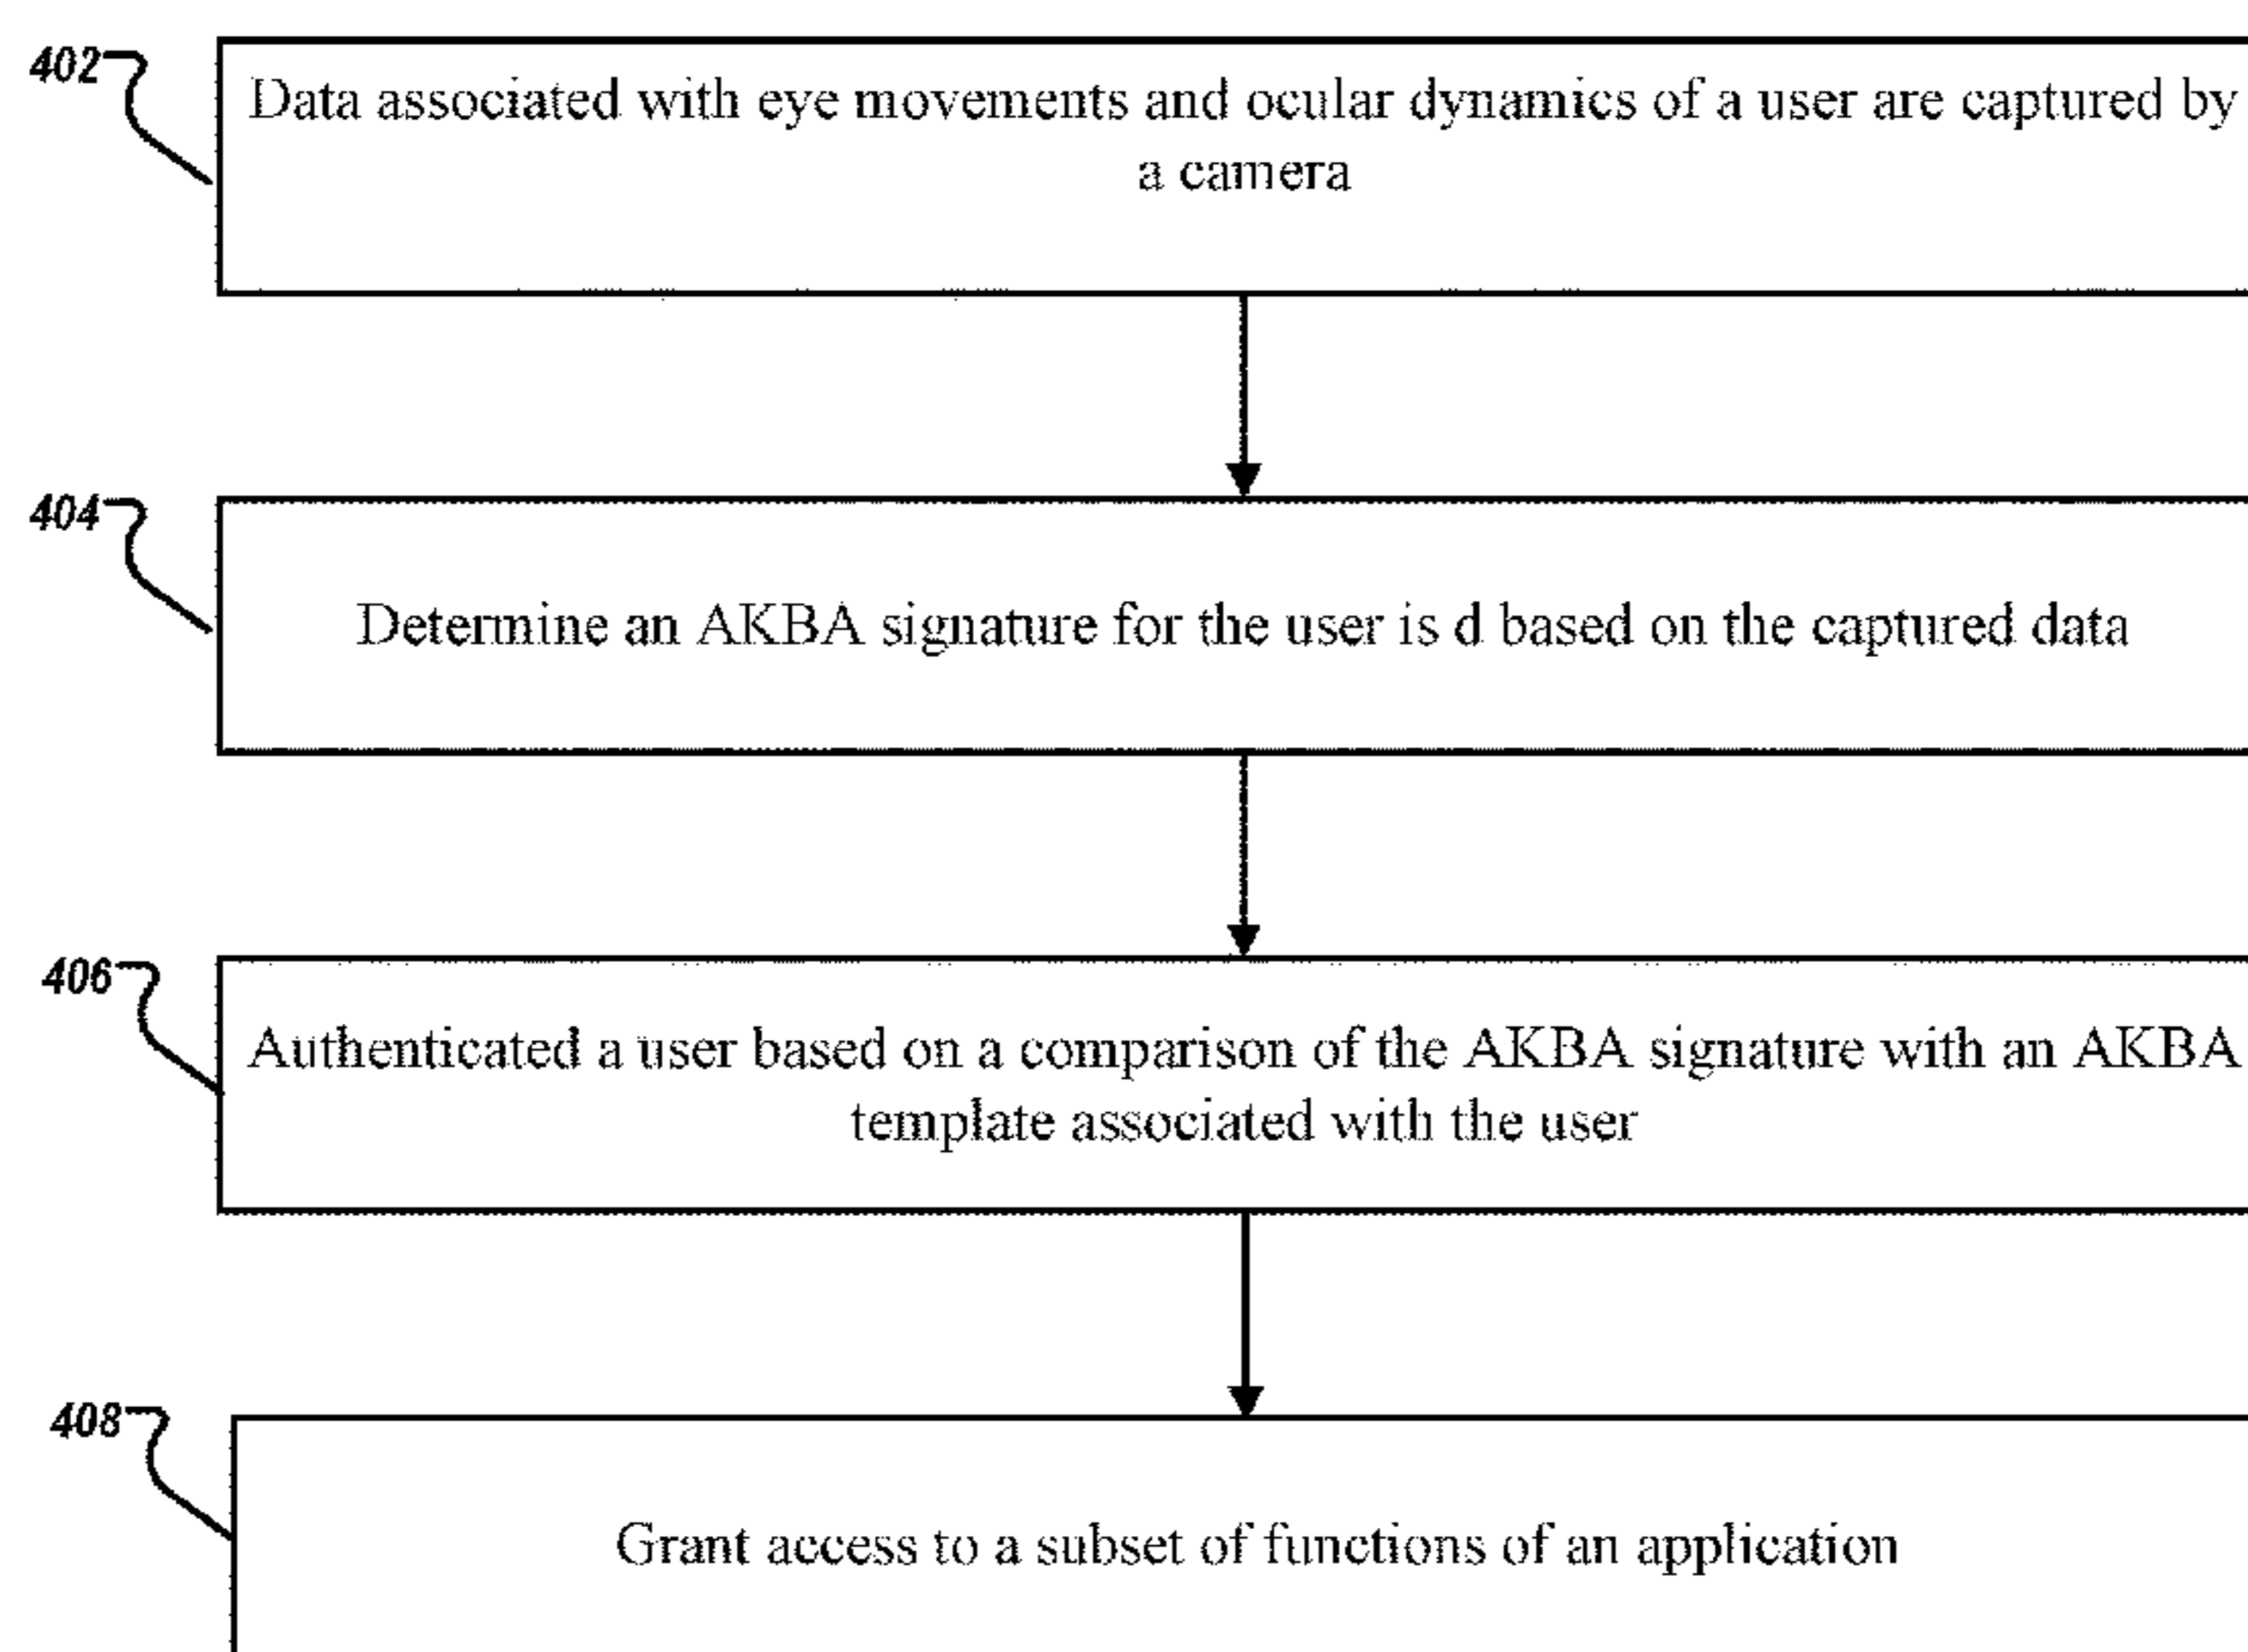 402
Data associated with eye movements and ocular dynamics of a user are captured by
a camera
404
Determine an AKBA signature for the user is d based on the captured data
406
Authenticated a user based on a comparison of the AKBA signature with an AKBA
template associated with the user
408
Grant access to a subset of functions of an application